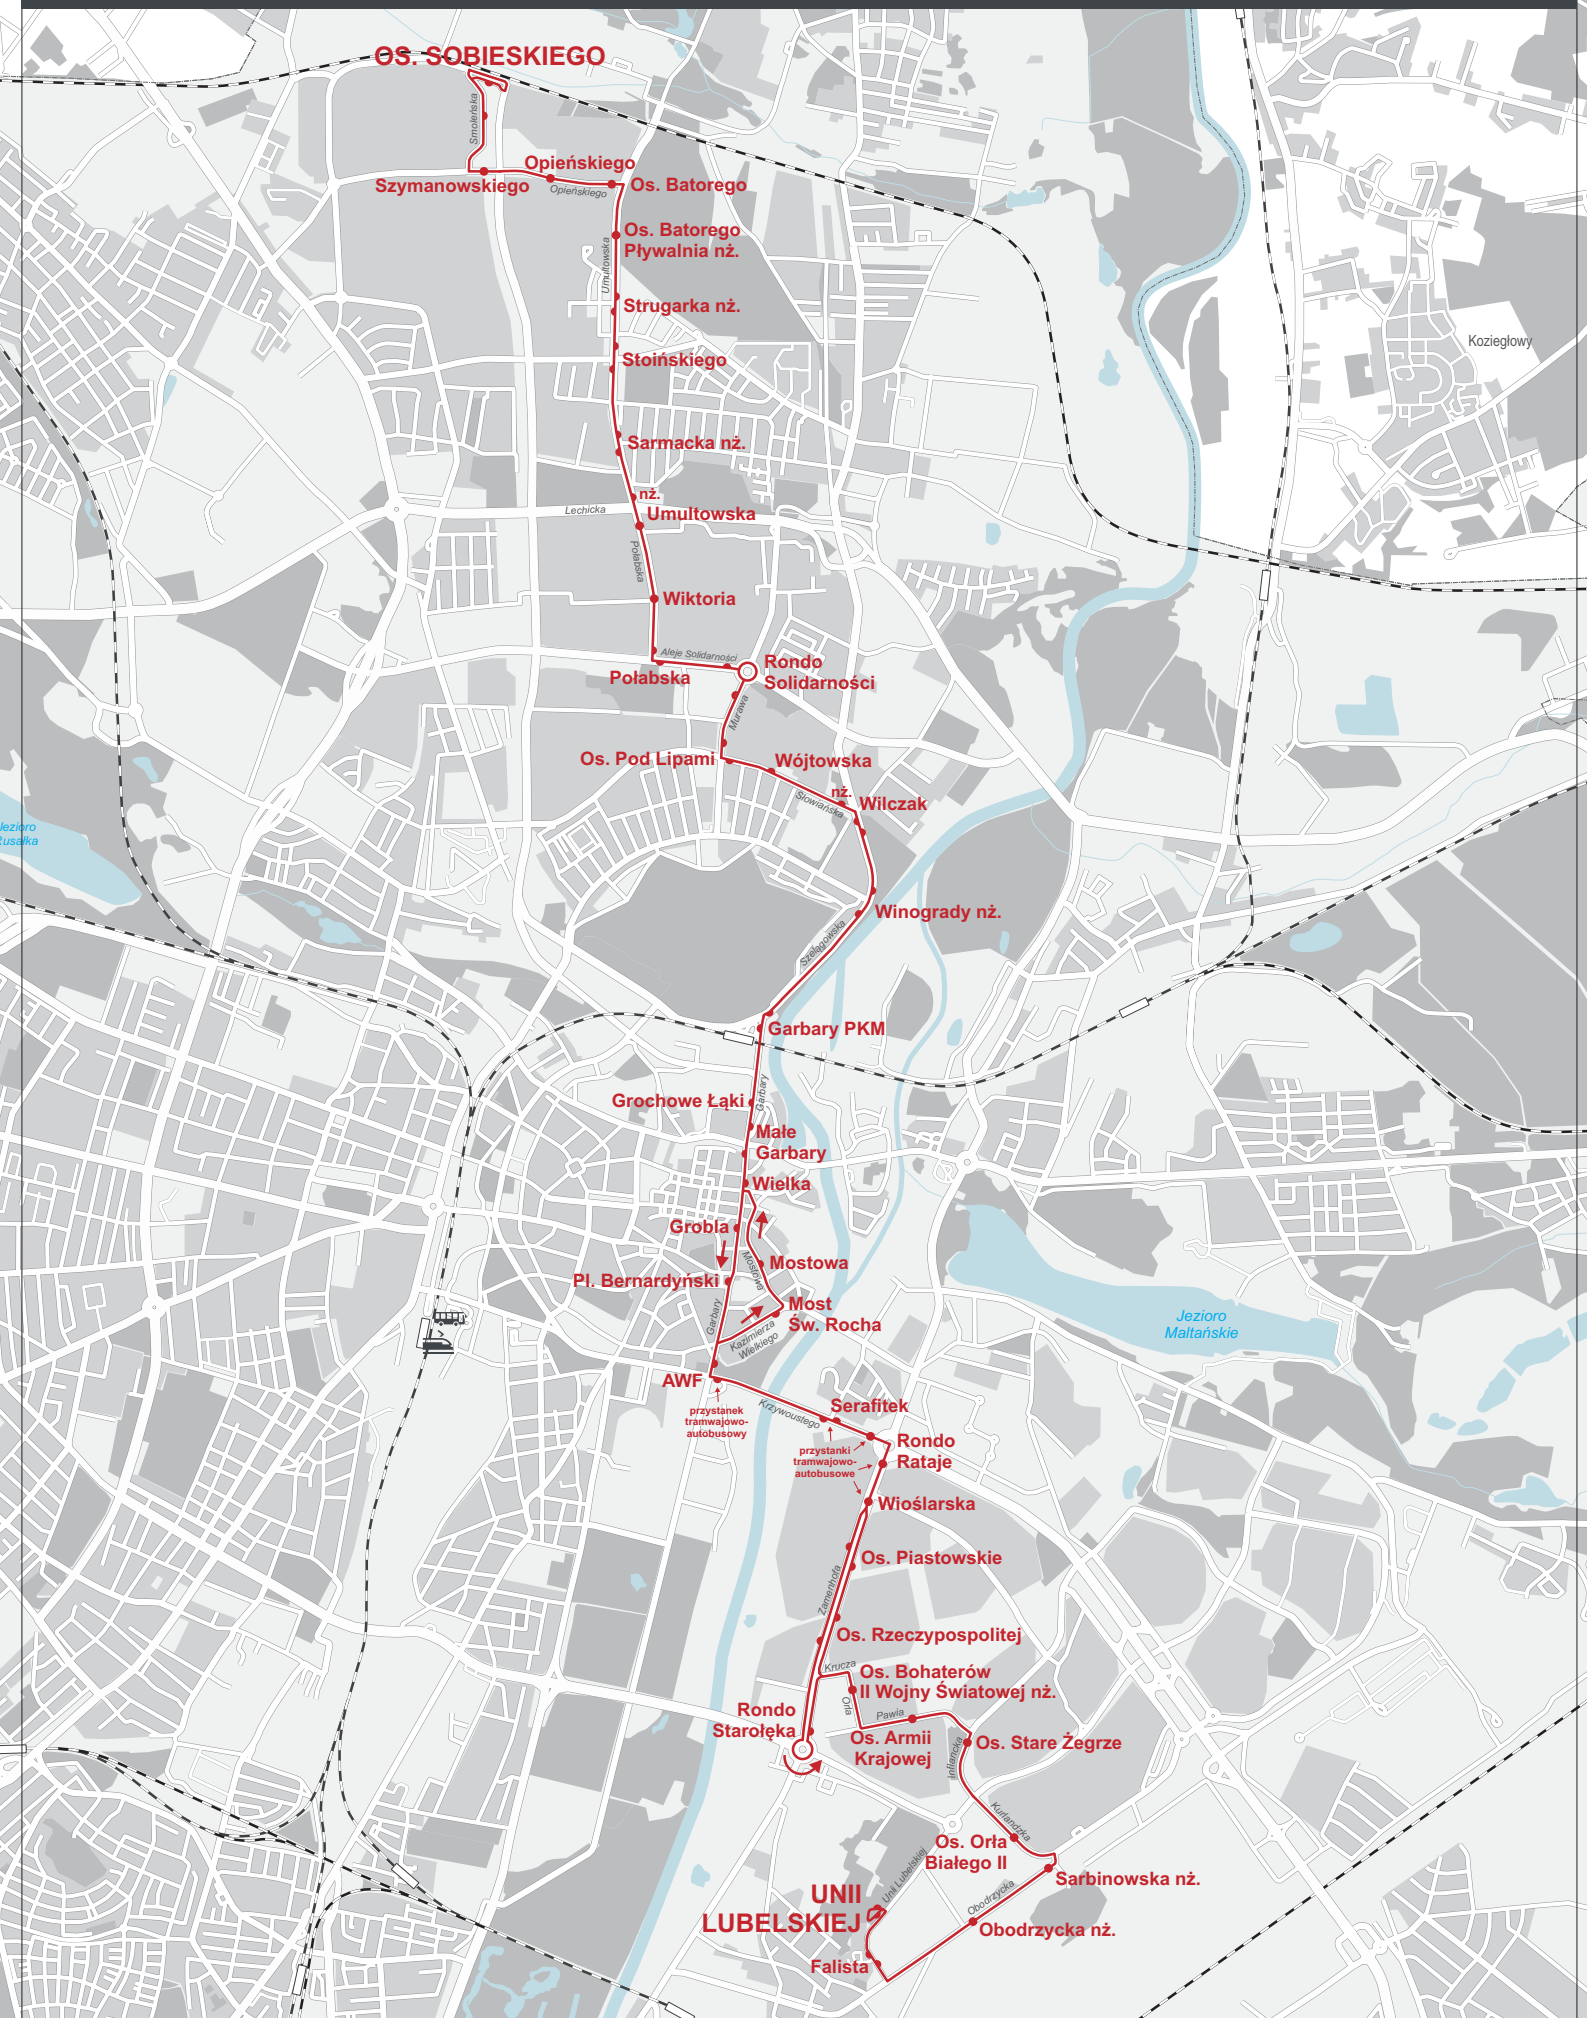 OS. SOBIESKIEGO
Smoleńska
Opieńskiego
Szymanowskiego
Opieńskiego
Os. Batorego
Os. Batorego
Pływalnia nż.
Umultowska
Strugarka nż.
Koziegłowy
Stoińskiego
Sarmacka nż.
nż.
Lechicka
Umultowska
Połabska
Wiktoria
Aleje Solidarności
Rondo
Solidarności
Połabska
Murawa
Os. Pod Lipami
Wójtowska
nż.
Słowiańska
Wilczak
Jezioro
Rusałka
Winogrady nż.
Szelągowska
Garbary PKM
Garbary
Grochowe Łąki
Małe
Garbary
Wielka
Grobla
Mostowa
Mostowa
Pl. Bernardyński
Most
Św. Rocha
Garbary
Kazimierza
Wielkiego
Jezioro
Maltańskie
AWF
przystanek
tramwajowo-
autobusowy
Krzywoustego
Serafitek
przystanki
tramwajowo-
autobusowe
Rondo
Rataje
Wioślarska
Os. Piastowskie
Zamenhofa
Os. Rzeczypospolitej
Krucza
Os. Bohaterów
II Wojny Światowej nż.
Orla
Pawia
Rondo
Starołęka
Os. Armii
Krajowej
Os. Stare Żegrze
Inflancka
Kurlandzka
Os. Orła
Białego II
Sarbinowska nż.
Unii Lubelskiej
UNII
LUBELSKIEJ
Obodrzycka
Obodrzycka nż.
Falista